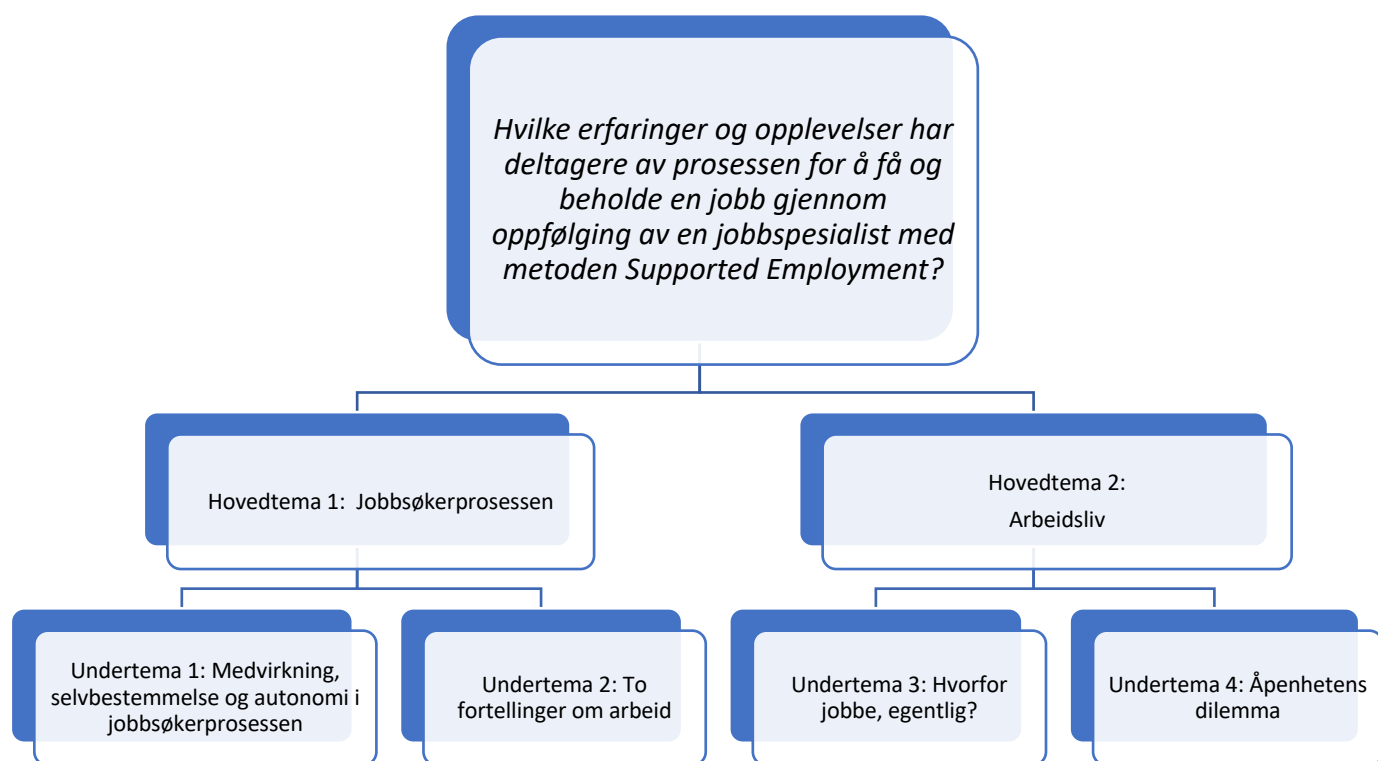 Hvilke erfaringer og opplevelser har
deltagere av prosessen for å få og
beholde en jobb gjennom
oppfølging av en jobbspesialist med
metoden Supported Employment?
Hovedtema 1:  Jobbsøkerprosessen
Hovedtema 2:
Arbeidsliv
Undertema 1: Medvirkning,
selvbestemmelse og autonomi i
jobbsøkerprosessen
Undertema 2: To
fortellinger om arbeid
Undertema 3: Hvorfor
jobbe, egentlig?
Undertema 4: Åpenhetens
dilemma